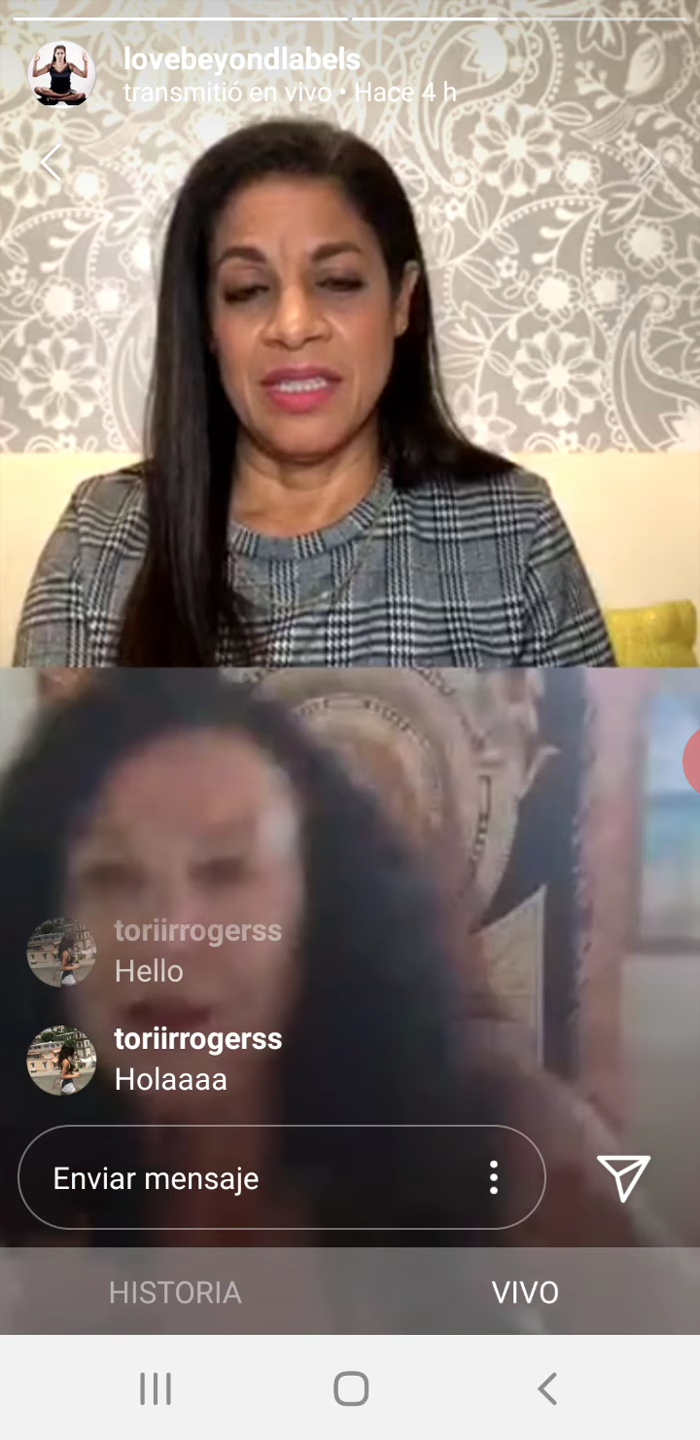 lovebeyondlabels
transmitió en vivo • Hace 4 h
toriirrogerss
Hello
toriirrogerss
Holaaaa
Enviar mensaje
HISTORIA
VIVO